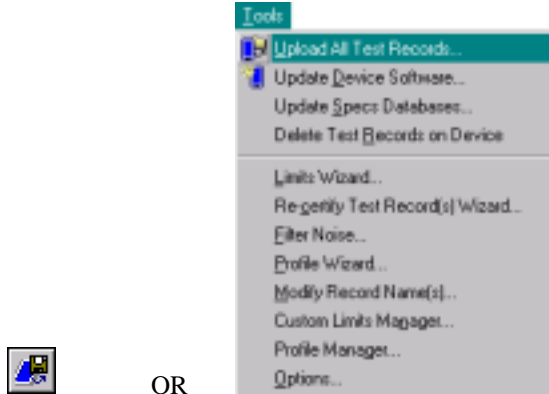 Tools
Upload All Test Records...
Update Device Software...
Update Specs Databases...
Delete Test Records on Device
Limits Wizard...
Re-certify Test Record(s) Wizard...
Filter Noise...
Profile Wizard...
Modify Record Name(s)...
Custom Limits Manager...
Profile Manager...
OR
Options...